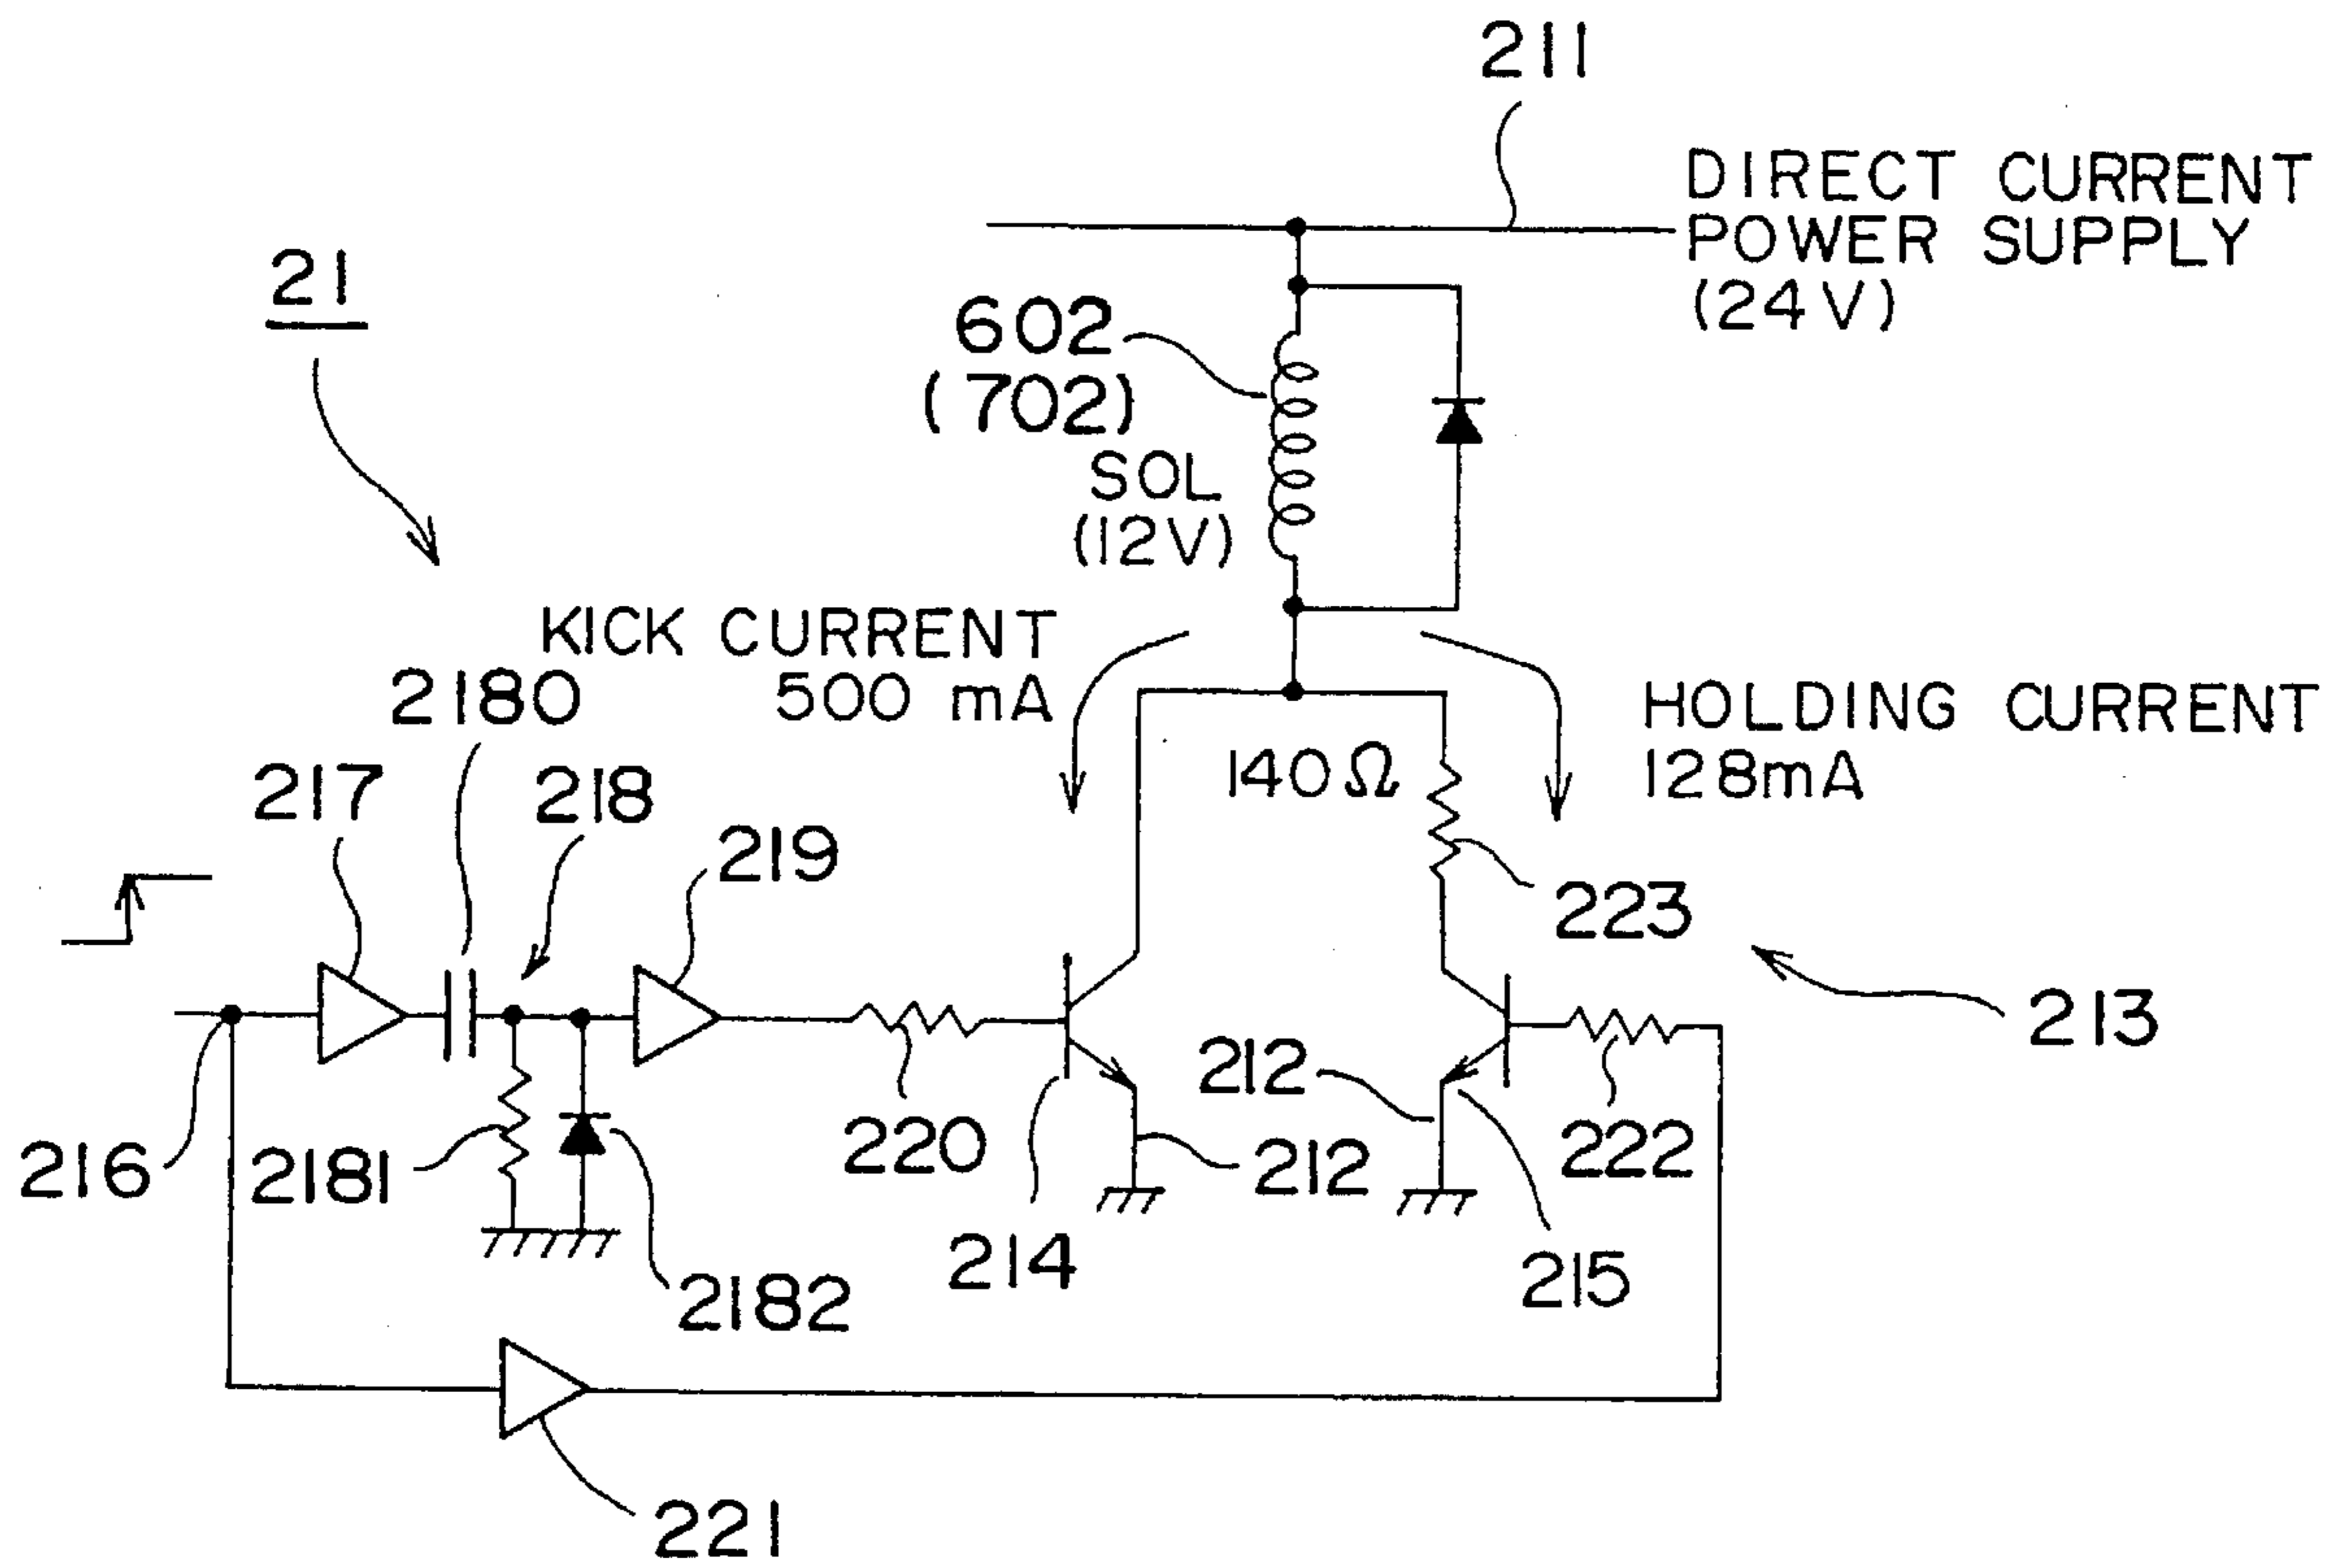 211
DIRECT CURRENT
POWER SUPPLY
(24V)
21
602
(702)
SOL
(12V)
KICK CURRENT
500 mA
2180
HOLDING CURRENT
128mA
140Ω
217
218
219
223
213
212
216
2181
220
212
222
214
215
2182
221